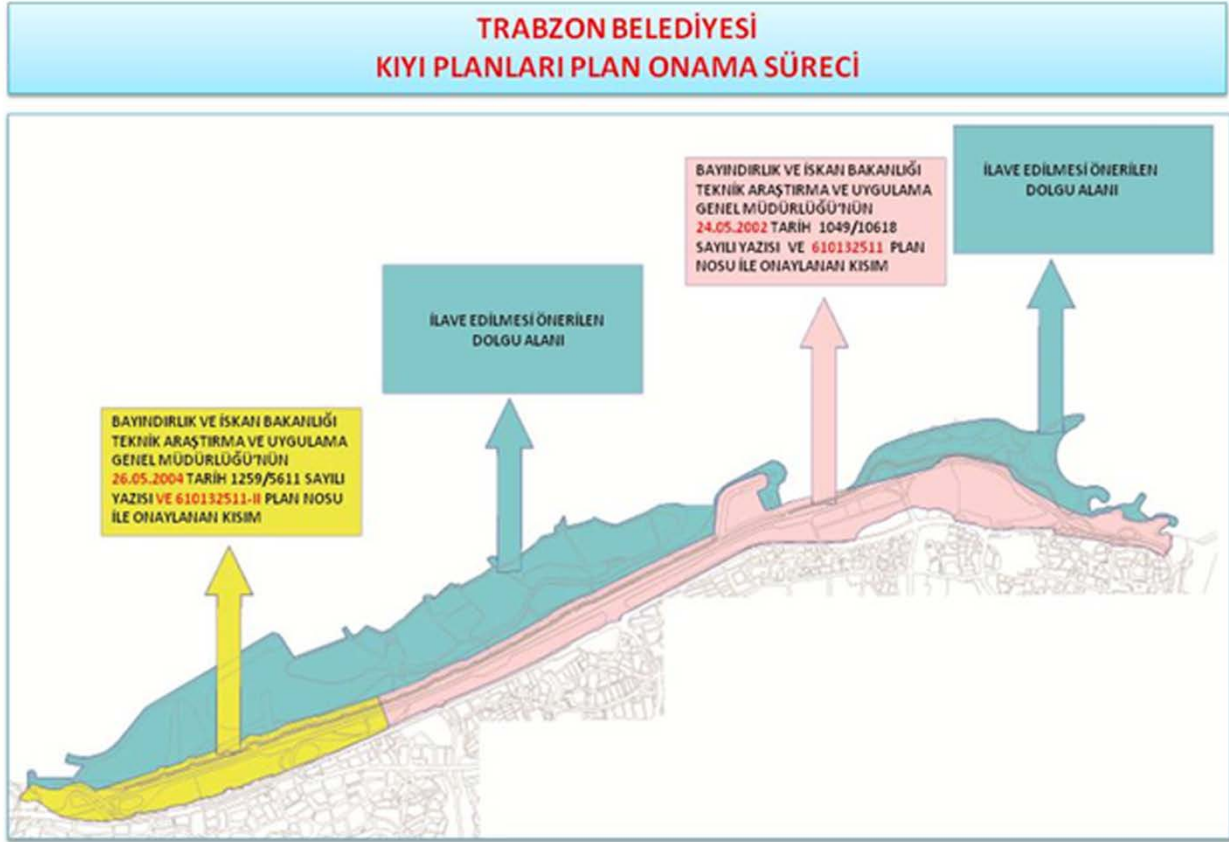 TRABZON BELEDİYESİ
KIYI PLANLARI PLAN ONAMA SÜRECİ
BAYINDIRLIK VE İSKAN BAKANLIĞI
TEKNİK ARAŞTIRMA VE UYGULAMA
GENEL MÜDÜRLÜĞÜ'NÜN
26.05.2004 TARİH 1259/5611 SAYILI
YAZISI VE 610132511-II PLAN NOSU
İLE ONAYLANAN KISIM
İLAVE EDİLMESİ ÖNERİLEN
DOLGU ALANI
BAYINDIRLIK VE İSKAN BAKANLIĞI
TEKNİK ARAŞTIRMA VE UYGULAMA
GENEL MÜDÜRLÜĞÜ'NÜN
24.05.2002 TARİH 1049/10618
SAYILI YAZISI VE 610132511 PLAN
NOSU İLE ONAYLANAN KISIM
İLAVE EDİLMESİ ÖNERİLEN
DOLGU ALANI